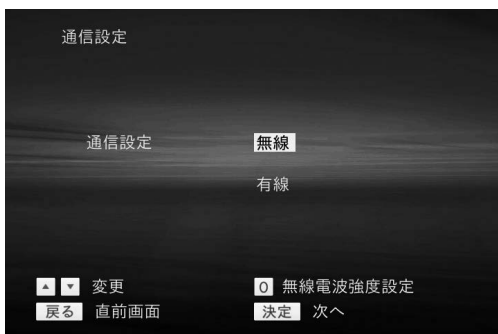 通信設定
通信設定 無線
有線
▲ ▼ 変更 0 無線電波強度設定
戻る 直前画面 決定 次へ